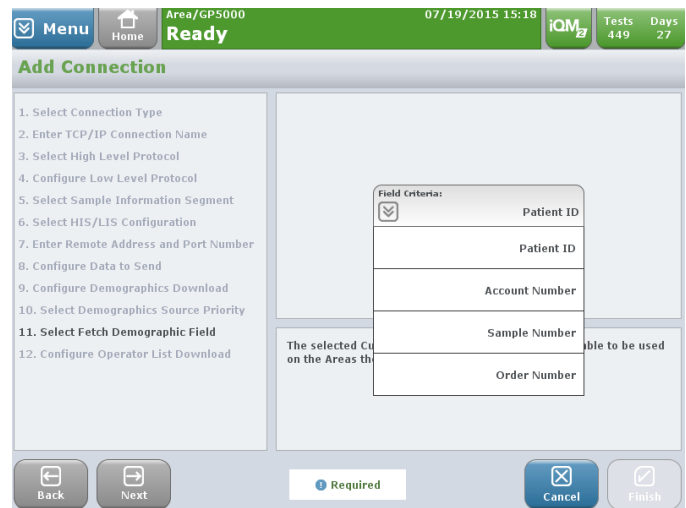 Menu
Home
Area/GP5000
Ready
07/19/2015 15:18
iQM2
Tests Days
449 27
Add Connection
1. Select Connection Type
2. Enter TCP/IP Connection Name
3. Select High Level Protocol
4. Configure Low Level Protocol
5. Select Sample Information Segment
6. Select HIS/LIS Configuration
7. Enter Remote Address and Port Number
8. Configure Data to Send
9. Configure Demographics Download
10. Select Demographics Source Priority
11. Select Fetch Demographic Field
12. Configure Operator List Download
Field Criteria:
Patient ID
Patient ID
Account Number
Sample Number
Order Number
The selected to be used
on the Areas
Back
Next
Required
Cancel
Finish